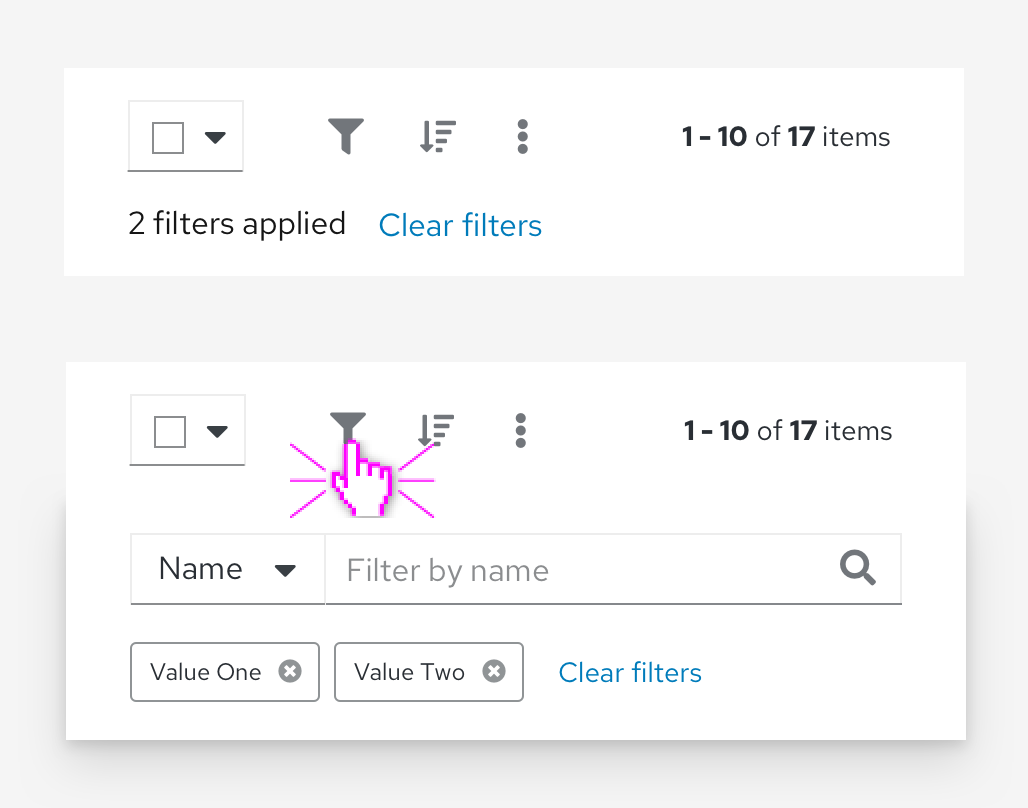 1 - 10 of 17 items
2 filters applied Clear filters
1 - 10 of 17 items
Name Filter by name
Value One Value Two Clear filters